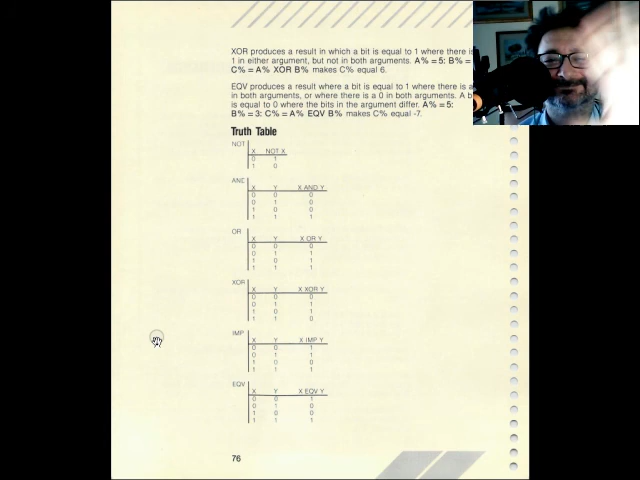 XOR produces a result in which a bit is equal to 1 where there is
1 in either argument, but not in both arguments. A% = 5: B% =
C% = A% XOR B% makes C% equal 6.
EQV produces a result where a bit is equal to 1 where there is a
in both arguments, or where there is a 0 in both arguments. A b
is equal to 0 where the bits in the argument differ. A% = 5:
B% = 3: C% = A% EQV B% makes C% equal -7.
Truth Table
NOT
X NOT X
0 1
1 0
AND
X Y X AND Y
0 0 0
0 1 0
1 0 0
1 1 1
OR
X Y X OR Y
0 0 0
0 1 1
1 0 1
1 1 1
XOR
X Y X XOR Y
0 0 0
0 1 1
1 0 1
1 1 0
IMP
X Y X IMP Y
0 0 1
0 1 1
1 0 0
1 1 1
EQV
X Y X EQV Y
0 0 1
0 1 0
1 0 0
1 1 1
76